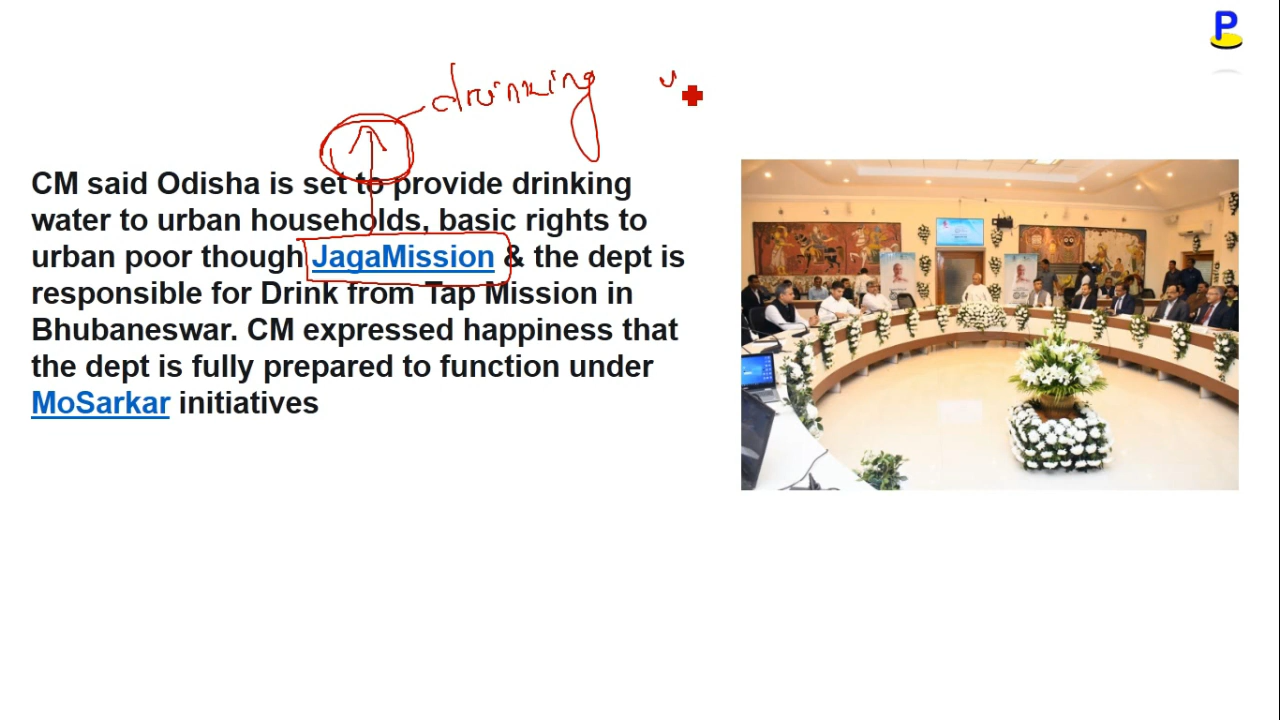 P
drinking
CM said Odisha is set to provide drinking
water to urban households, basic rights to
urban poor though JagaMission & the dept is
responsible for Drink from Tap Mission in
Bhubaneswar. CM expressed happiness that
the dept is fully prepared to function under
MoSarkar initiatives